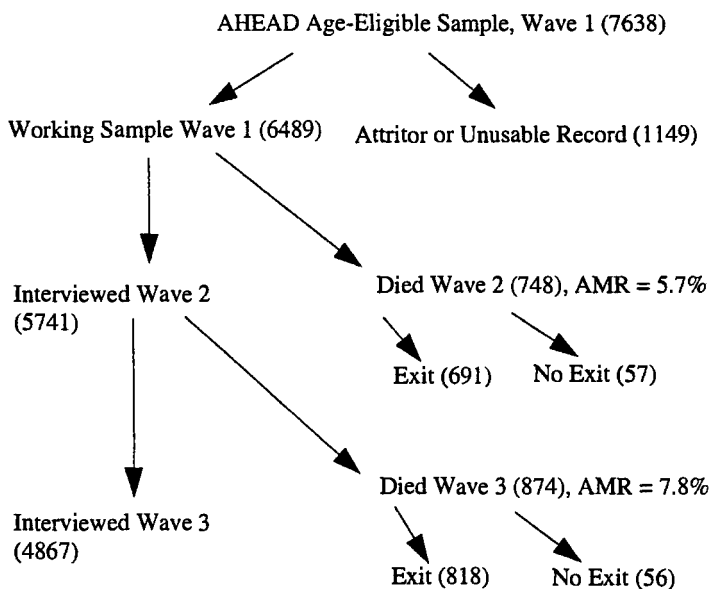 AHEAD Age-Eligible Sample, Wave 1 (7638)
Working Sample Wave 1 (6489)
Attritor or Unusable Record (1149)
Interviewed Wave 2
(5741)
Died Wave 2 (748), AMR = 5.7%
Exit (691)
No Exit (57)
Interviewed Wave 3
(4867)
Died Wave 3 (874), AMR = 7.8%
Exit (818)
No Exit (56)